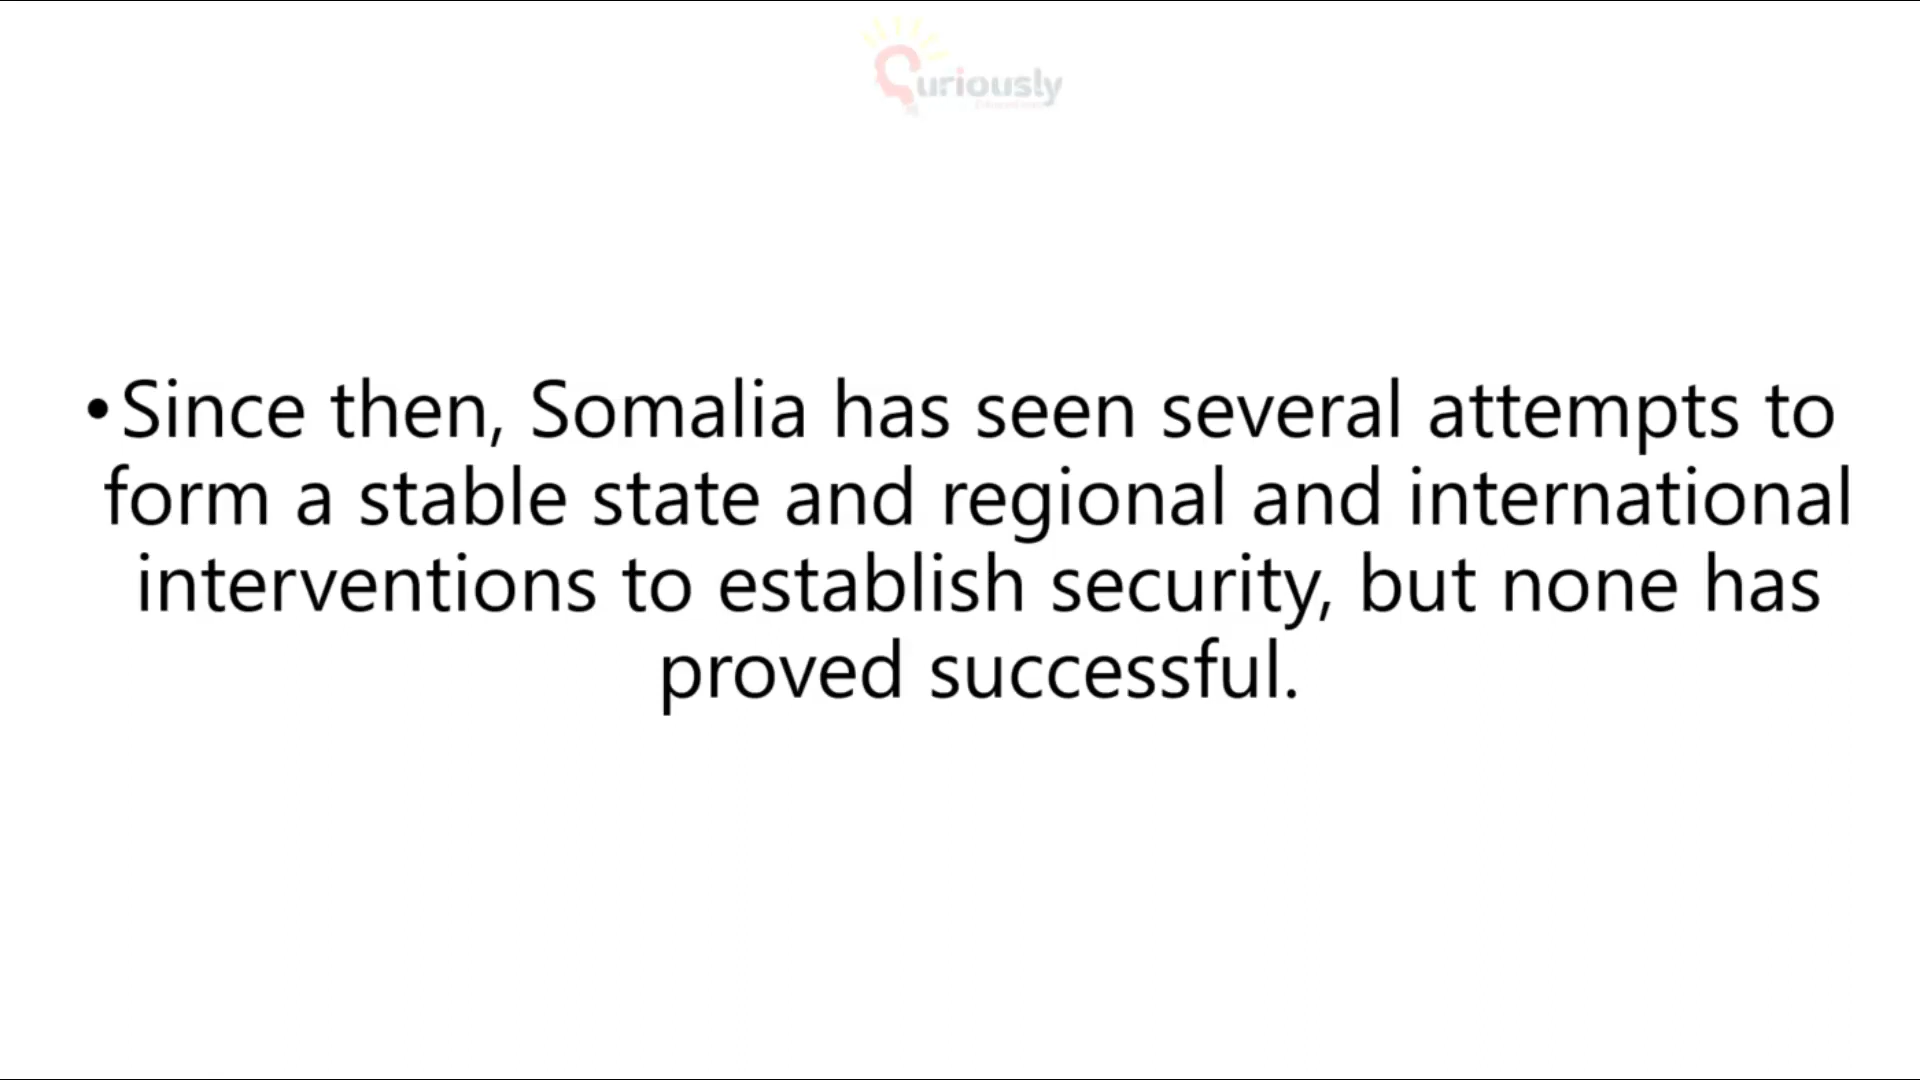 uriously
•Since then, Somalia has seen several attempts to
form a stable state and regional and international
interventions to establish security, but none has
proved successful.